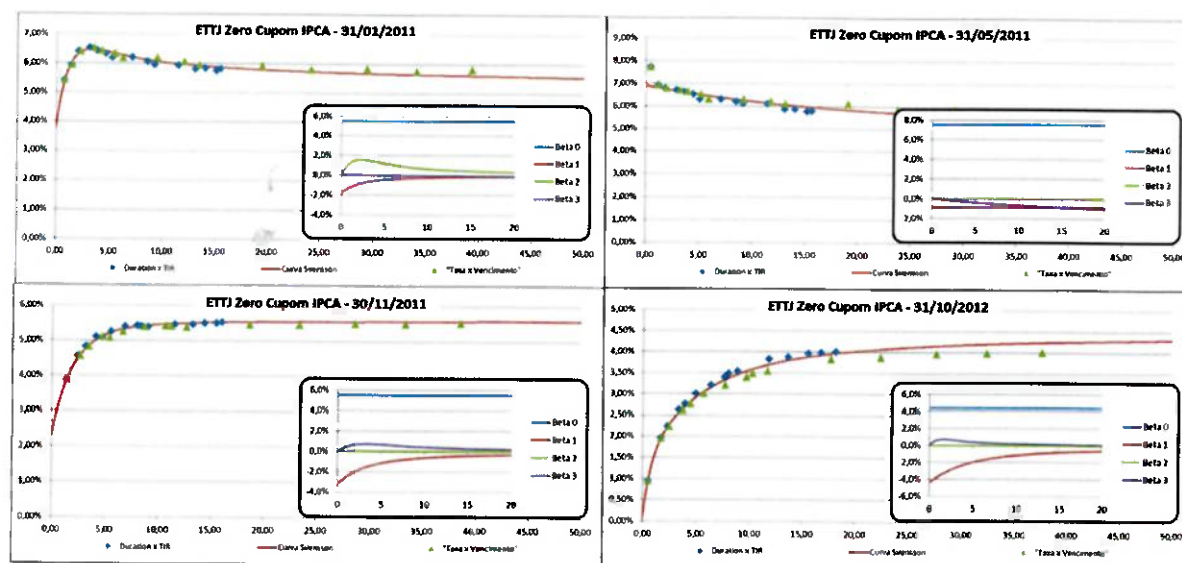 ETTJ Zero Cupom IPCA - 31/01/2011
7,00%
6,00%
5,00%
4,00%
3,00%
2,00%
1,00%
0,00%
0,00 5,00 10,00 15,00 20,00 25,00 30,00 35,00 40,00 45,00 50,00
6,0%
4,0%
2,0%
0,0%
-2,0%
-4,0%
0 5 10 20
Beta 0
Beta 1
Beta 2
Beta 3
Duration x TIR Curva Svensson "Taxa x Vencimento"
ETTJ Zero Cupom IPCA - 31/05/2011
9,00%
8,00%
7,00%
6,00%
5,00%
4,00%
3,00%
2,00%
1,00%
0,00%
0,00 5,00 10,00 15,00 20,00 25,00 30,00 35,00 40,00 45,00 50,00
8,0%
6,0%
4,0%
2,0%
0,0%
2,0%
0 5 10 20
Beta 0
Beta 1
Beta 2
Beta 3
Duration x TIR Curva Svensson "Taxa x Vencimento"
ETTJ Zero Cupom IPCA - 30/11/2011
6,00%
5,00%
4,00%
3,00%
2,00%
1,00%
0,00%
0,00 5,00 10,00 15,00 20,00 25,00 30,00 35,00 40,00 45,00 50,00
6,0%
4,0%
2,0%
0,0%
-2,0%
-4,0%
0 5 10 20
Beta 0
Beta 1
Beta 2
Beta 3
Duration x TIR Curva Svensson "Taxa x Vencimento"
ETTJ Zero Cupom IPCA - 31/10/2012
5,00%
4,50%
4,00%
3,50%
3,00%
2,50%
2,00%
1,50%
1,00%
0,50%
0,00%
0,00 5,00 10,00 15,00 20,00 25,00 30,00 35,00 40,00 45,00 50,00
6,0%
4,0%
2,0%
0,0%
-2,0%
-4,0%
-6,0%
0 5 10 20
Beta 0
Beta 1
Beta 2
Beta 3
Duration x TIR Curva Svensson "Taxa x Vencimento"